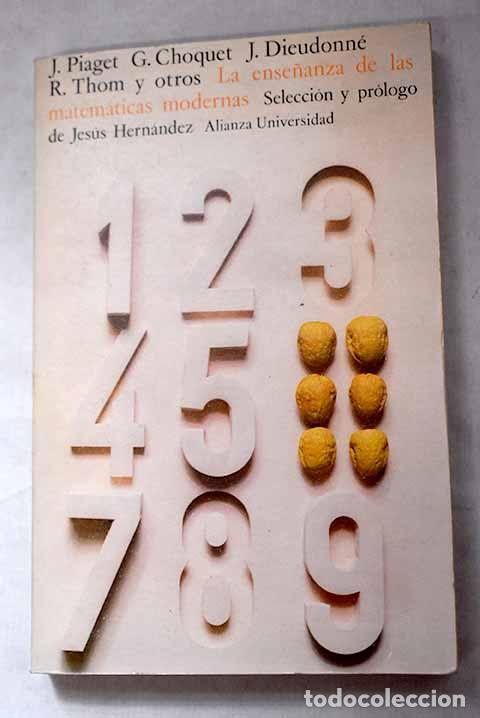 J. Piaget G. Choquet J. Dieudonné
R. Thom y otros La enseñanza de las
matemáticas modernas Selección y prólogo
de Jesús Hernández Alianza Universidad
1 2 3
4 5
7 8 9
todocoleccion